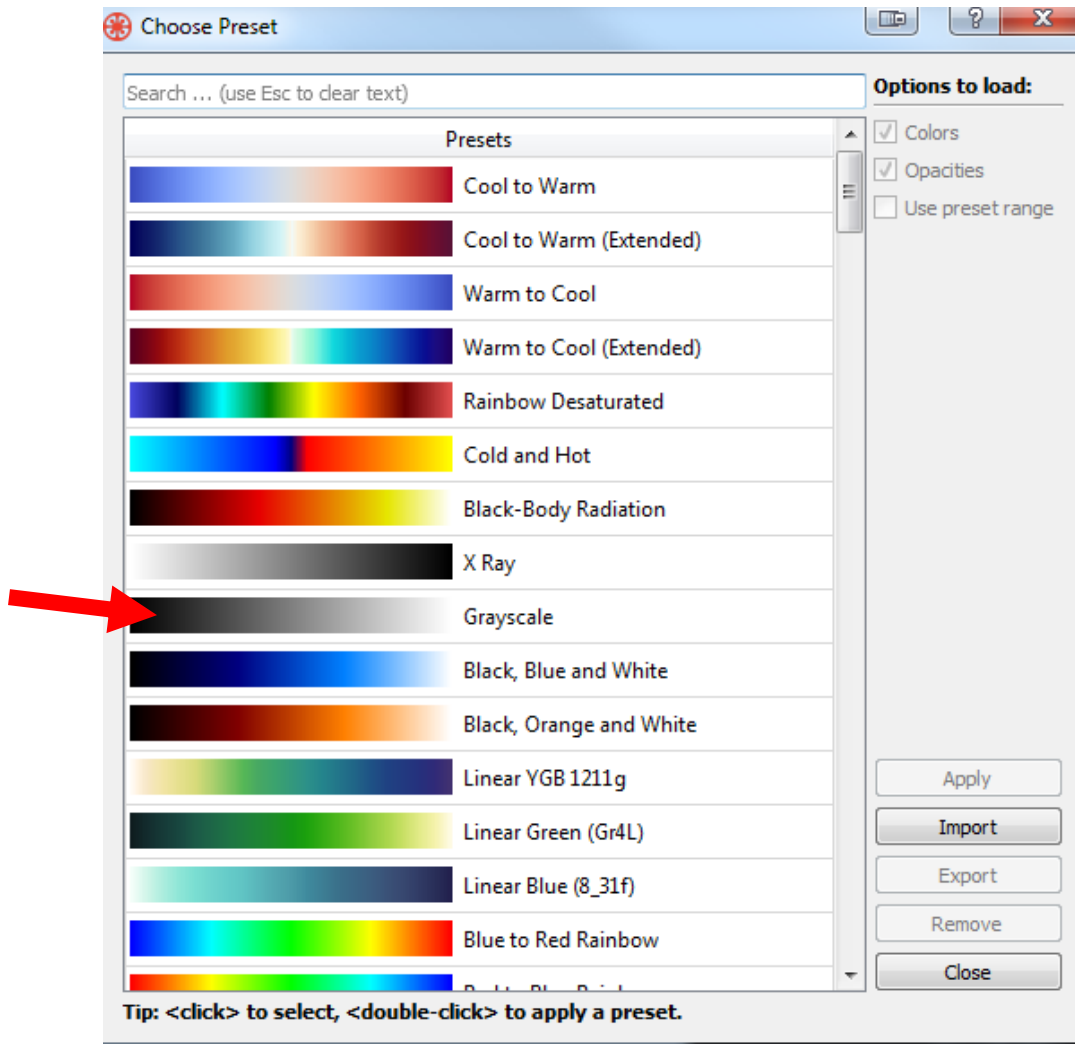 Choose Preset
Search ... (use Esc to clear text)
Options to load:
Presets
Colors
Opacities
Use preset range
Cool to Warm
Cool to Warm (Extended)
Warm to Cool
Warm to Cool (Extended)
Rainbow Desaturated
Cold and Hot
Black-Body Radiation
X Ray
Grayscale
Black, Blue and White
Black, Orange and White
Linear YGB 1211g
Linear Green (Gr4L)
Linear Blue (8_31f)
Blue to Red Rainbow
Apply
Import
Export
Remove
Close
Tip: <click> to select, <double-click> to apply a preset.